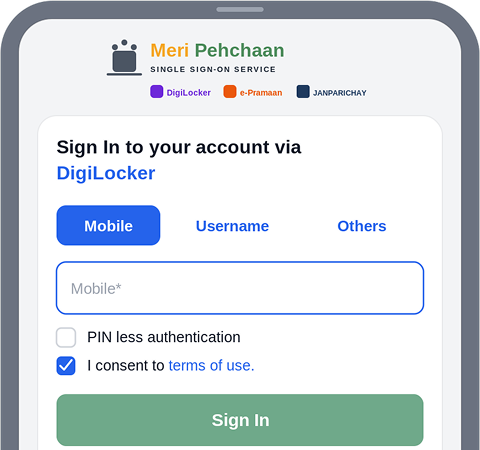 Meri Pehchaan
SINGLE SIGN-ON SERVICE
DigiLocker e-Pramaan JANPARICHAY
Sign In to your account via
DigiLocker
Mobile Username Others
Mobile*
PIN less authentication
I consent to terms of use.
Sign In